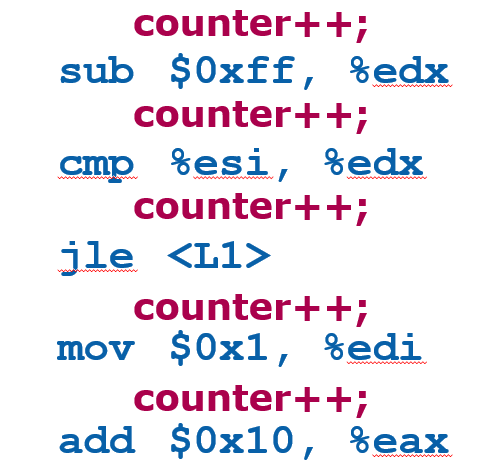 counter++;
sub $0xff, %edx
counter++;
cmp %esi, %edx
counter++;
jle <L1>
counter++;
mov $0x1, %edi
counter++;
add $0x10, %eax